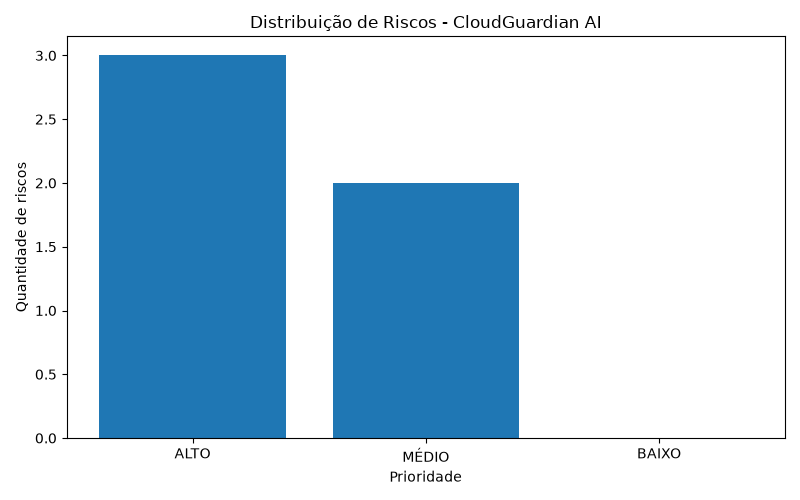 Distribuição de Riscos - CloudGuardian AI
Quantidade de riscos
3.0
2.5
2.0
1.5
1.0
0.5
0.0
ALTO
MÉDIO
BAIXO
Prioridade